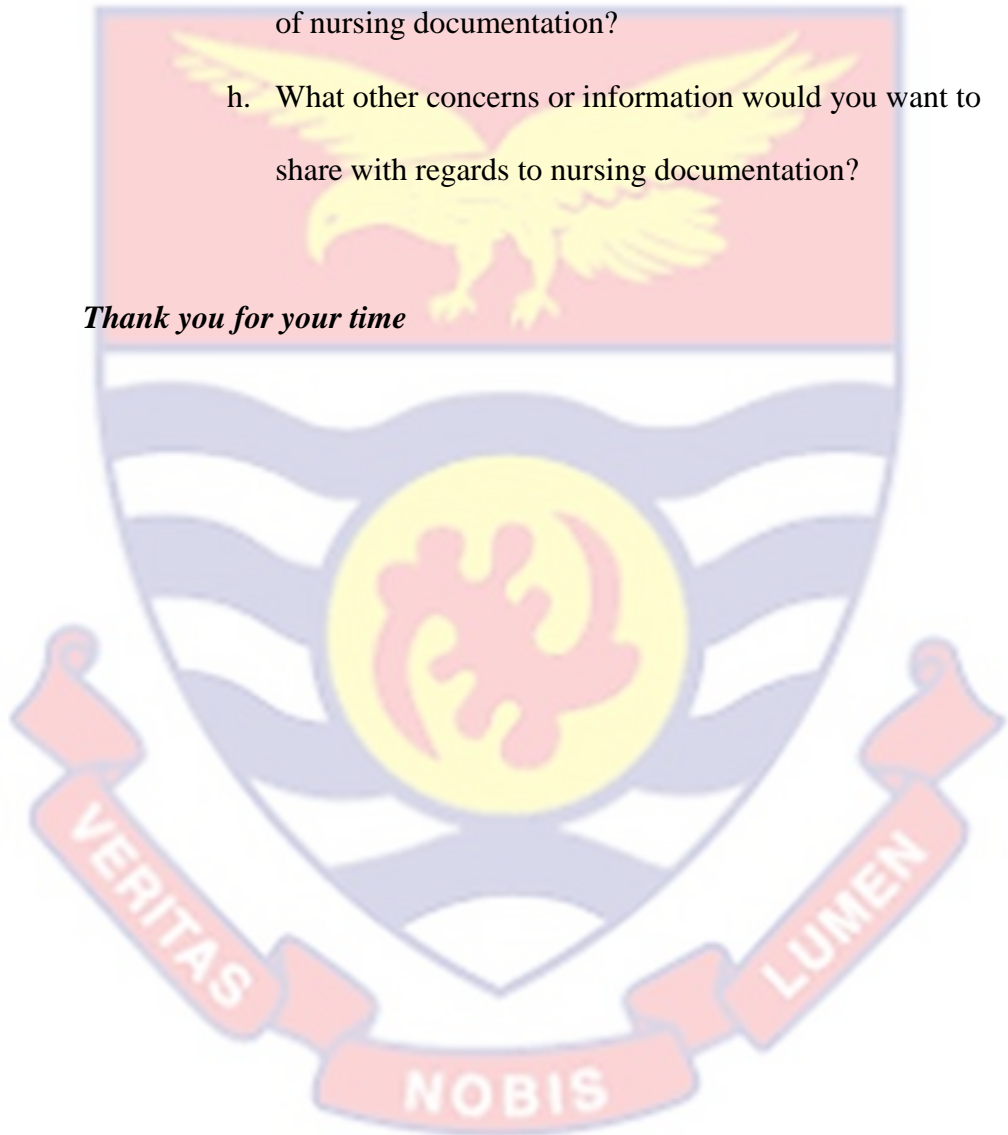 of nursing documentation?
h. What other concerns or information would you want to
share with regards to nursing documentation?
Thank you for your time
VERITAS
NOBIS
LUMEN